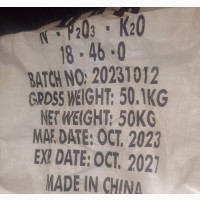 N · P₂O₃ · K₂O
18 · 46 · 0
BATCH NO: 20231012
GROSS WEIGHT: 50.1KG
NET WEIGHT: 50KG
MAF. DATE: OCT. 2023
EXP. DATE: OCT. 2027
MADE IN CHINA